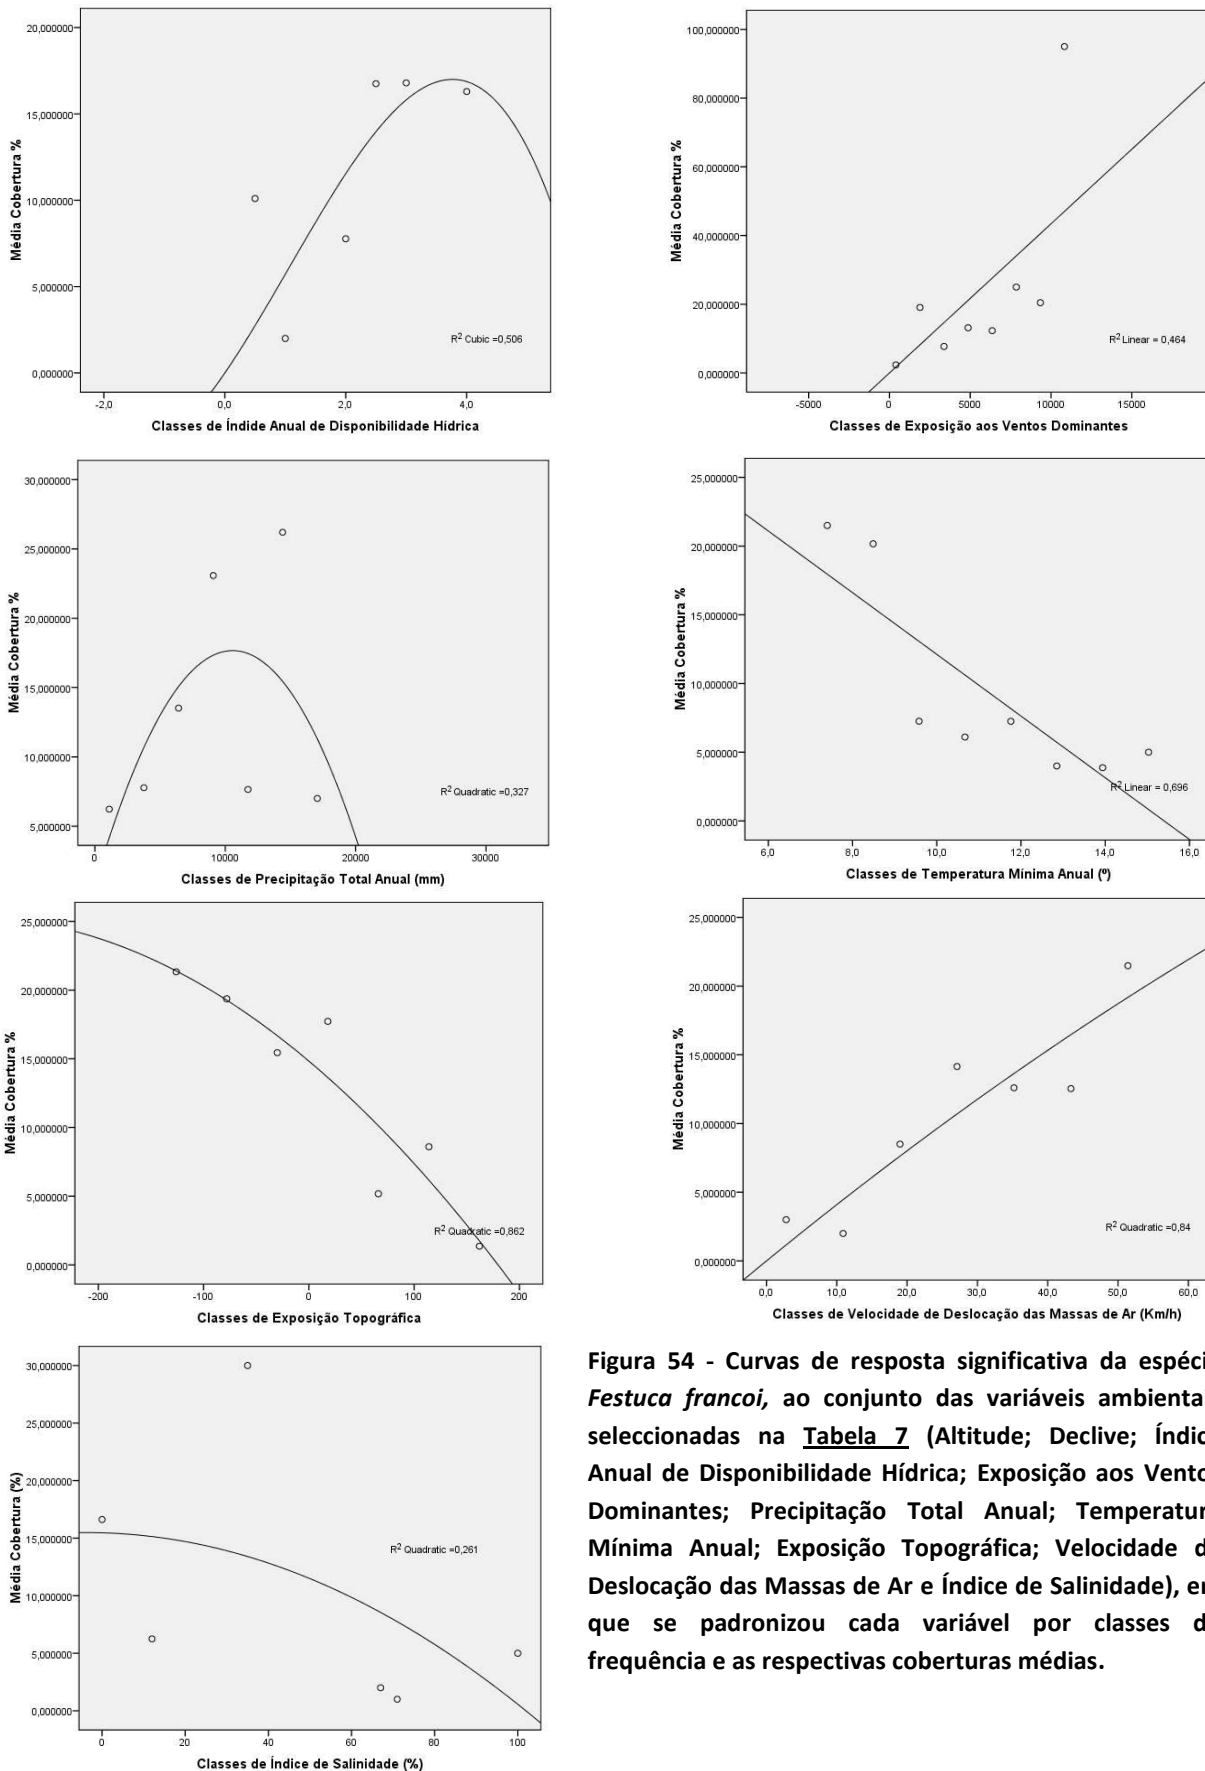 20,000000
15,000000
10,000000
5,000000
0,000000
Média Cobertura %
-2,0 0,0 2,0 4,0
Classes de Índide Anual de Disponibilidade Hídrica
R2 Cubic =0,506
100,000000
80,000000
60,000000
40,000000
20,000000
0,000000
Média Cobertura %
-5000 0 5000 10000 15000
Classes de Exposição aos Ventos Dominantes
R2 Linear = 0,464
30,000000
25,000000
20,000000
15,000000
10,000000
5,000000
Média Cobertura %
0 10000 20000 30000
Classes de Precipitação Total Anual (mm)
R2 Quadratic =0,327
25,000000
20,000000
15,000000
10,000000
5,000000
0,000000
Média Cobertura %
6,0 8,0 10,0 12,0 14,0 16,0
Classes de Temperatura Mínima Anual (º)
R2 Linear = 0,696
25,000000
20,000000
15,000000
10,000000
5,000000
0,000000
Média Cobertura %
-200 -100 0 100 200
Classes de Exposição Topográfica
R2 Quadratic =0,862
25,000000
20,000000
15,000000
10,000000
5,000000
0,000000
Média Cobertura %
0,0 10,0 20,0 30,0 40,0 50,0 60,0
Classes de Velocidade de Deslocação das Massas de Ar (Km/h)
R2 Quadratic =0,84
30,000000
25,000000
20,000000
15,000000
10,000000
5,000000
0,000000
Média Cobertura (%)
0 20 40 60 80 100
Classes de Índice de Salinidade (%)
R2 Quadratic =0,261
Figura 54 - Curvas de resposta significativa da espéci
Festuca francoi, ao conjunto das variáveis ambienta
seleccionadas na Tabela 7 (Altitude; Declive; Índic
Anual de Disponibilidade Hídrica; Exposição aos Vento
Dominantes; Precipitação Total Anual; Temperatur
Mínima Anual; Exposição Topográfica; Velocidade d
Deslocação das Massas de Ar e Índice de Salinidade), er
que se padronizou cada variável por classes d
frequência e as respectivas coberturas médias.